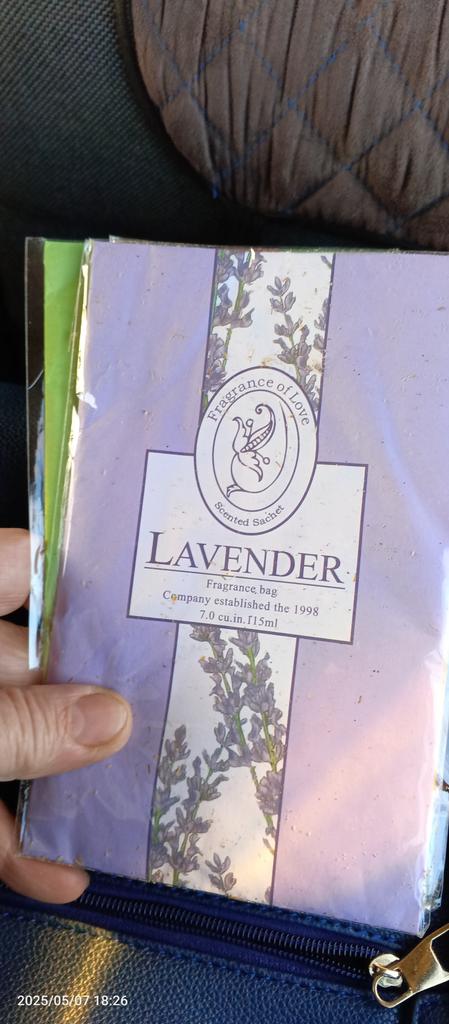 Fragrance of Love
Scented Sachet
LAVENDER
Fragrance bag
Company established the 1998
7.0 cu.in.[15ml
2025/05/07 18:26